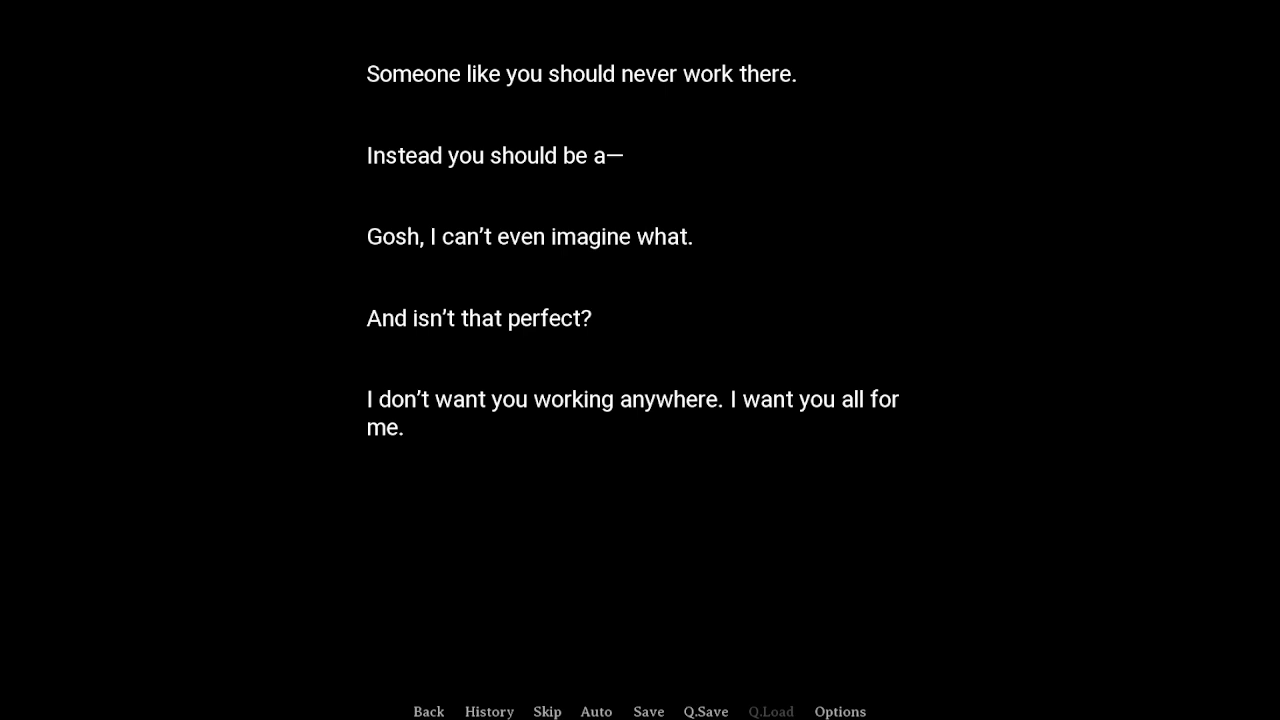 Someone like you should never work there.
Instead you should be a—
Gosh, I can’t even imagine what.
And isn’t that perfect?
I don’t want you working anywhere. I want you all for
me.
Back History Skip Auto Save Q.Save Q.Load Options